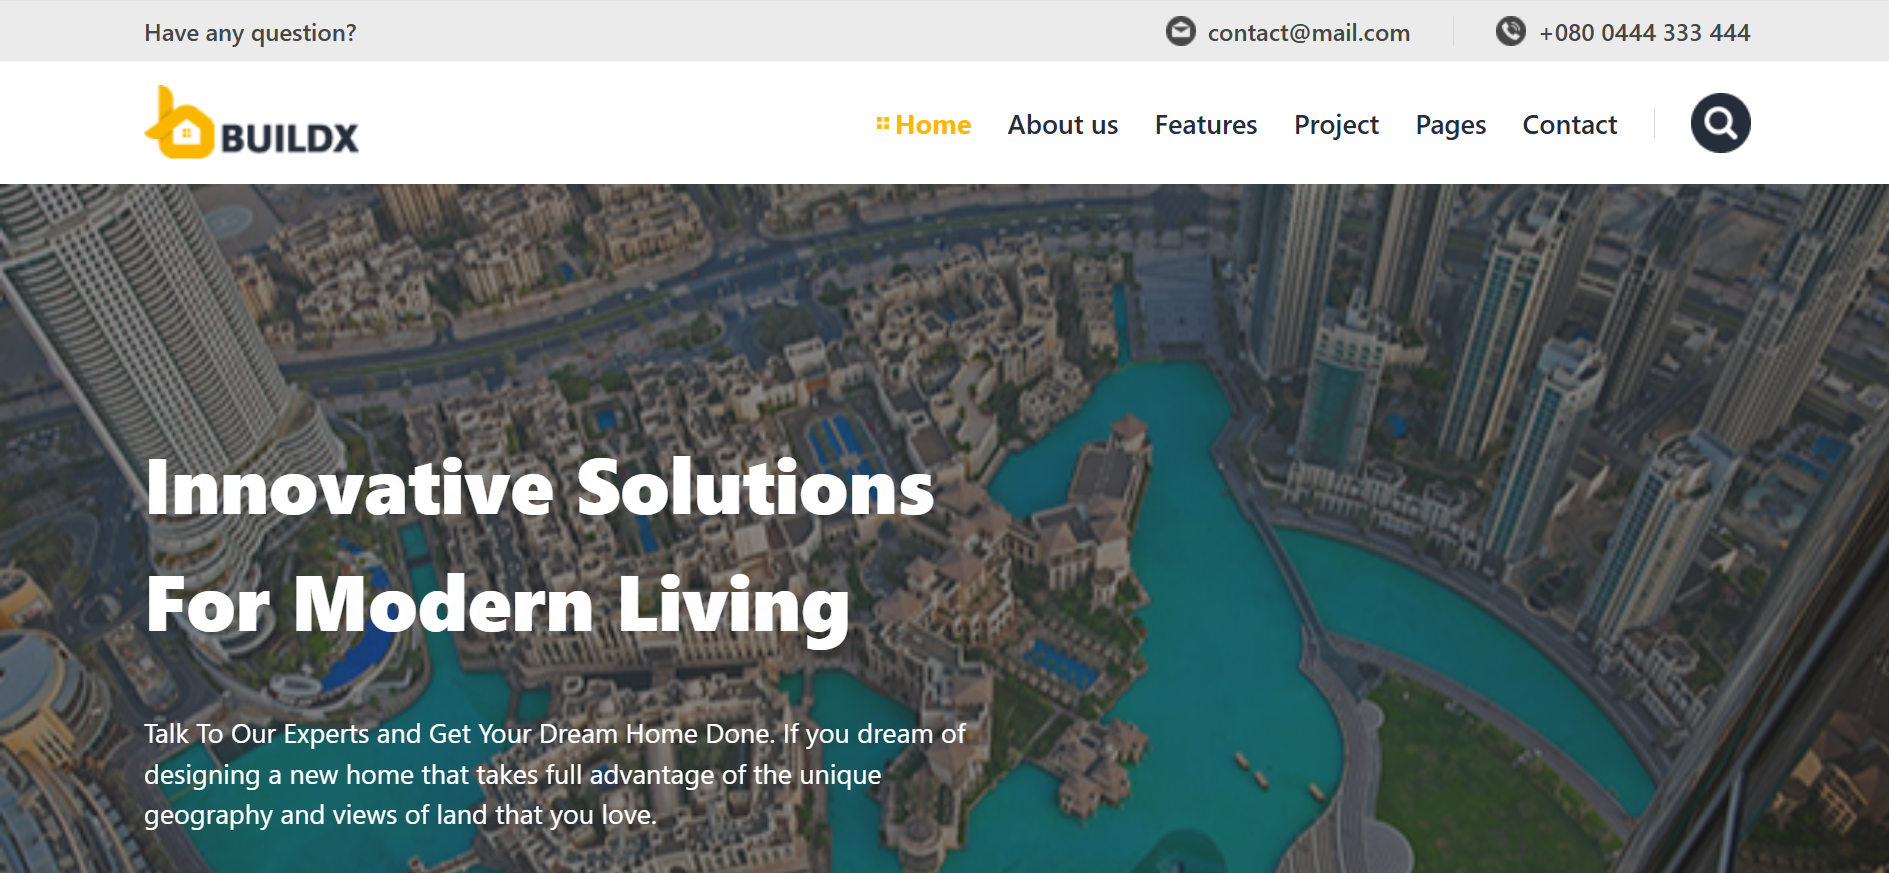 Have any question?
contact@mail.com
+080 0444 333 444
BUILDX
Home
About us
Features
Project
Pages
Contact
Innovative Solutions
For Modern Living
Talk To Our Experts and Get Your Dream Home Done. If you dream of
designing a new home that takes full advantage of the unique
geography and views of land that you love.